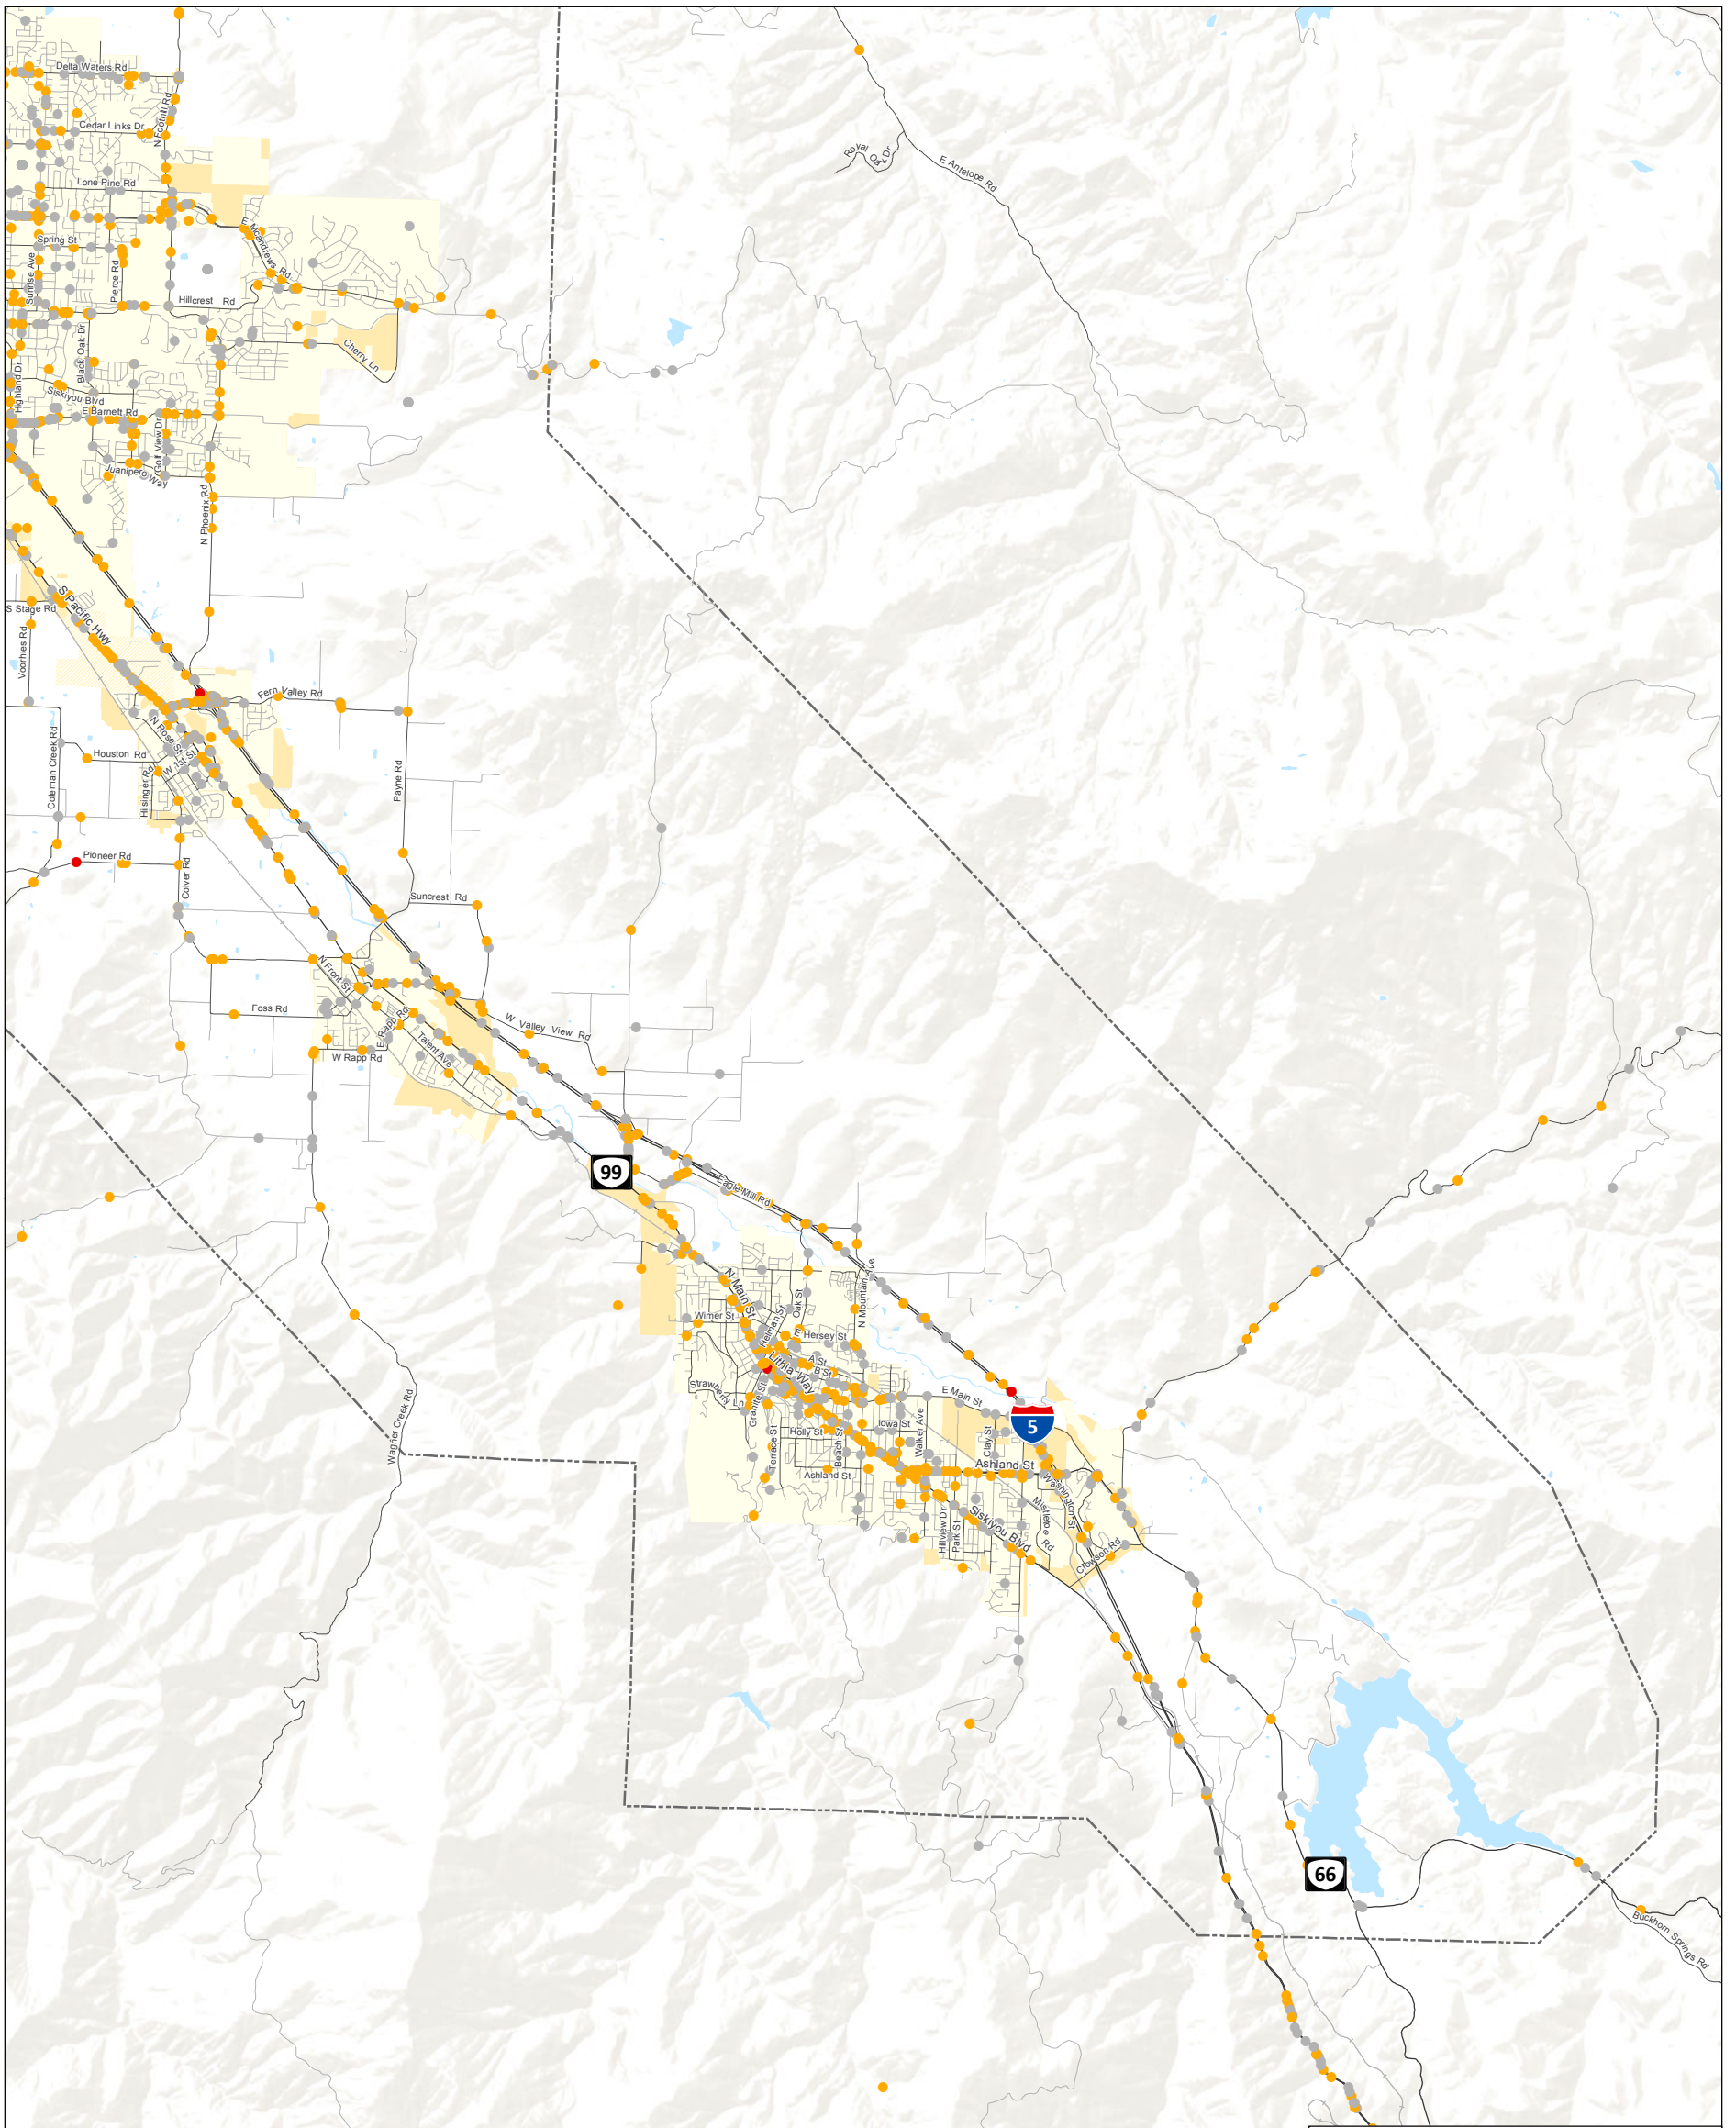 Delta Waters Rd
N Foothill Rd
Cedar Links Dr
Royal Oak Dr
E Antelope Rd
Lone Pine Rd
E Mcandrews Rd
Spring St
Sunrise Ave
Pierce Rd
Hillcrest Rd
Black Oak Dr
Cherry Ln
Highland Dr
Siskiyou Blvd
E Barnett Rd
Golf View Dr
Juanipero Way
N Phoenix Rd
S Stage Rd
S Pacific Hwy
Voorhies Rd
Fern Valley Rd
N Rose St
Coleman Creek Rd
Houston Rd
W 1st St
Payne Rd
Hilsinger Rd
Pioneer Rd
Colver Rd
Suncrest Rd
N Front St
Foss Rd
E Rapp Rd
W Valley View Rd
Talent Ave
W Rapp Rd
99
Eagle Mill Rd
N Mountain Ave
N Main St
Oak St
Wimer St
Helman St
E Hersey St
A St
B St
Lithia Way
Strawberry Ln
Granite St
E Main St
5
Wagner Creek Rd
Iowa St
Walker Ave
Clay St
Holly St
Terrace St
Beach St
Ashland St
Ashland St
Washington St
Siskiyou Blvd
Hillview Dr
Park St
Crowson Rd
66
Buckhorn Springs Rd